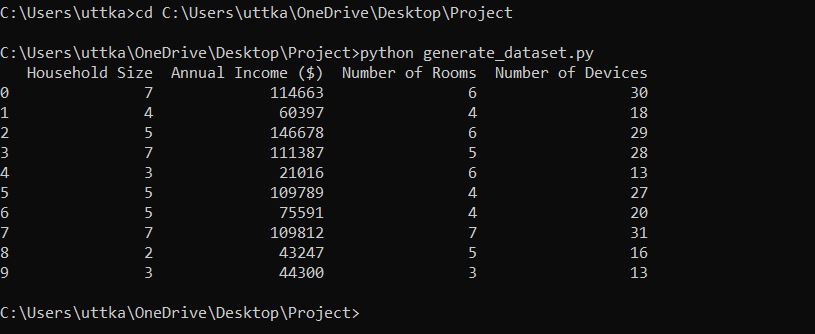 C:\Users\uttka>cd C:\Users\uttka\OneDrive\Desktop\Project
C:\Users\uttka\OneDrive\Desktop\Project>python generate_dataset.py
   Household Size  Annual Income ($)  Number of Rooms  Number of Devices
0               7             114663                6                 30
1               4              60397                4                 18
2               5             146678                6                 29
3               7             111387                5                 28
4               3              21016                6                 13
5               5             109789                4                 27
6               5              75591                4                 20
7               7             109812                7                 31
8               2              43247                5                 16
9               3              44300                3                 13
C:\Users\uttka\OneDrive\Desktop\Project>